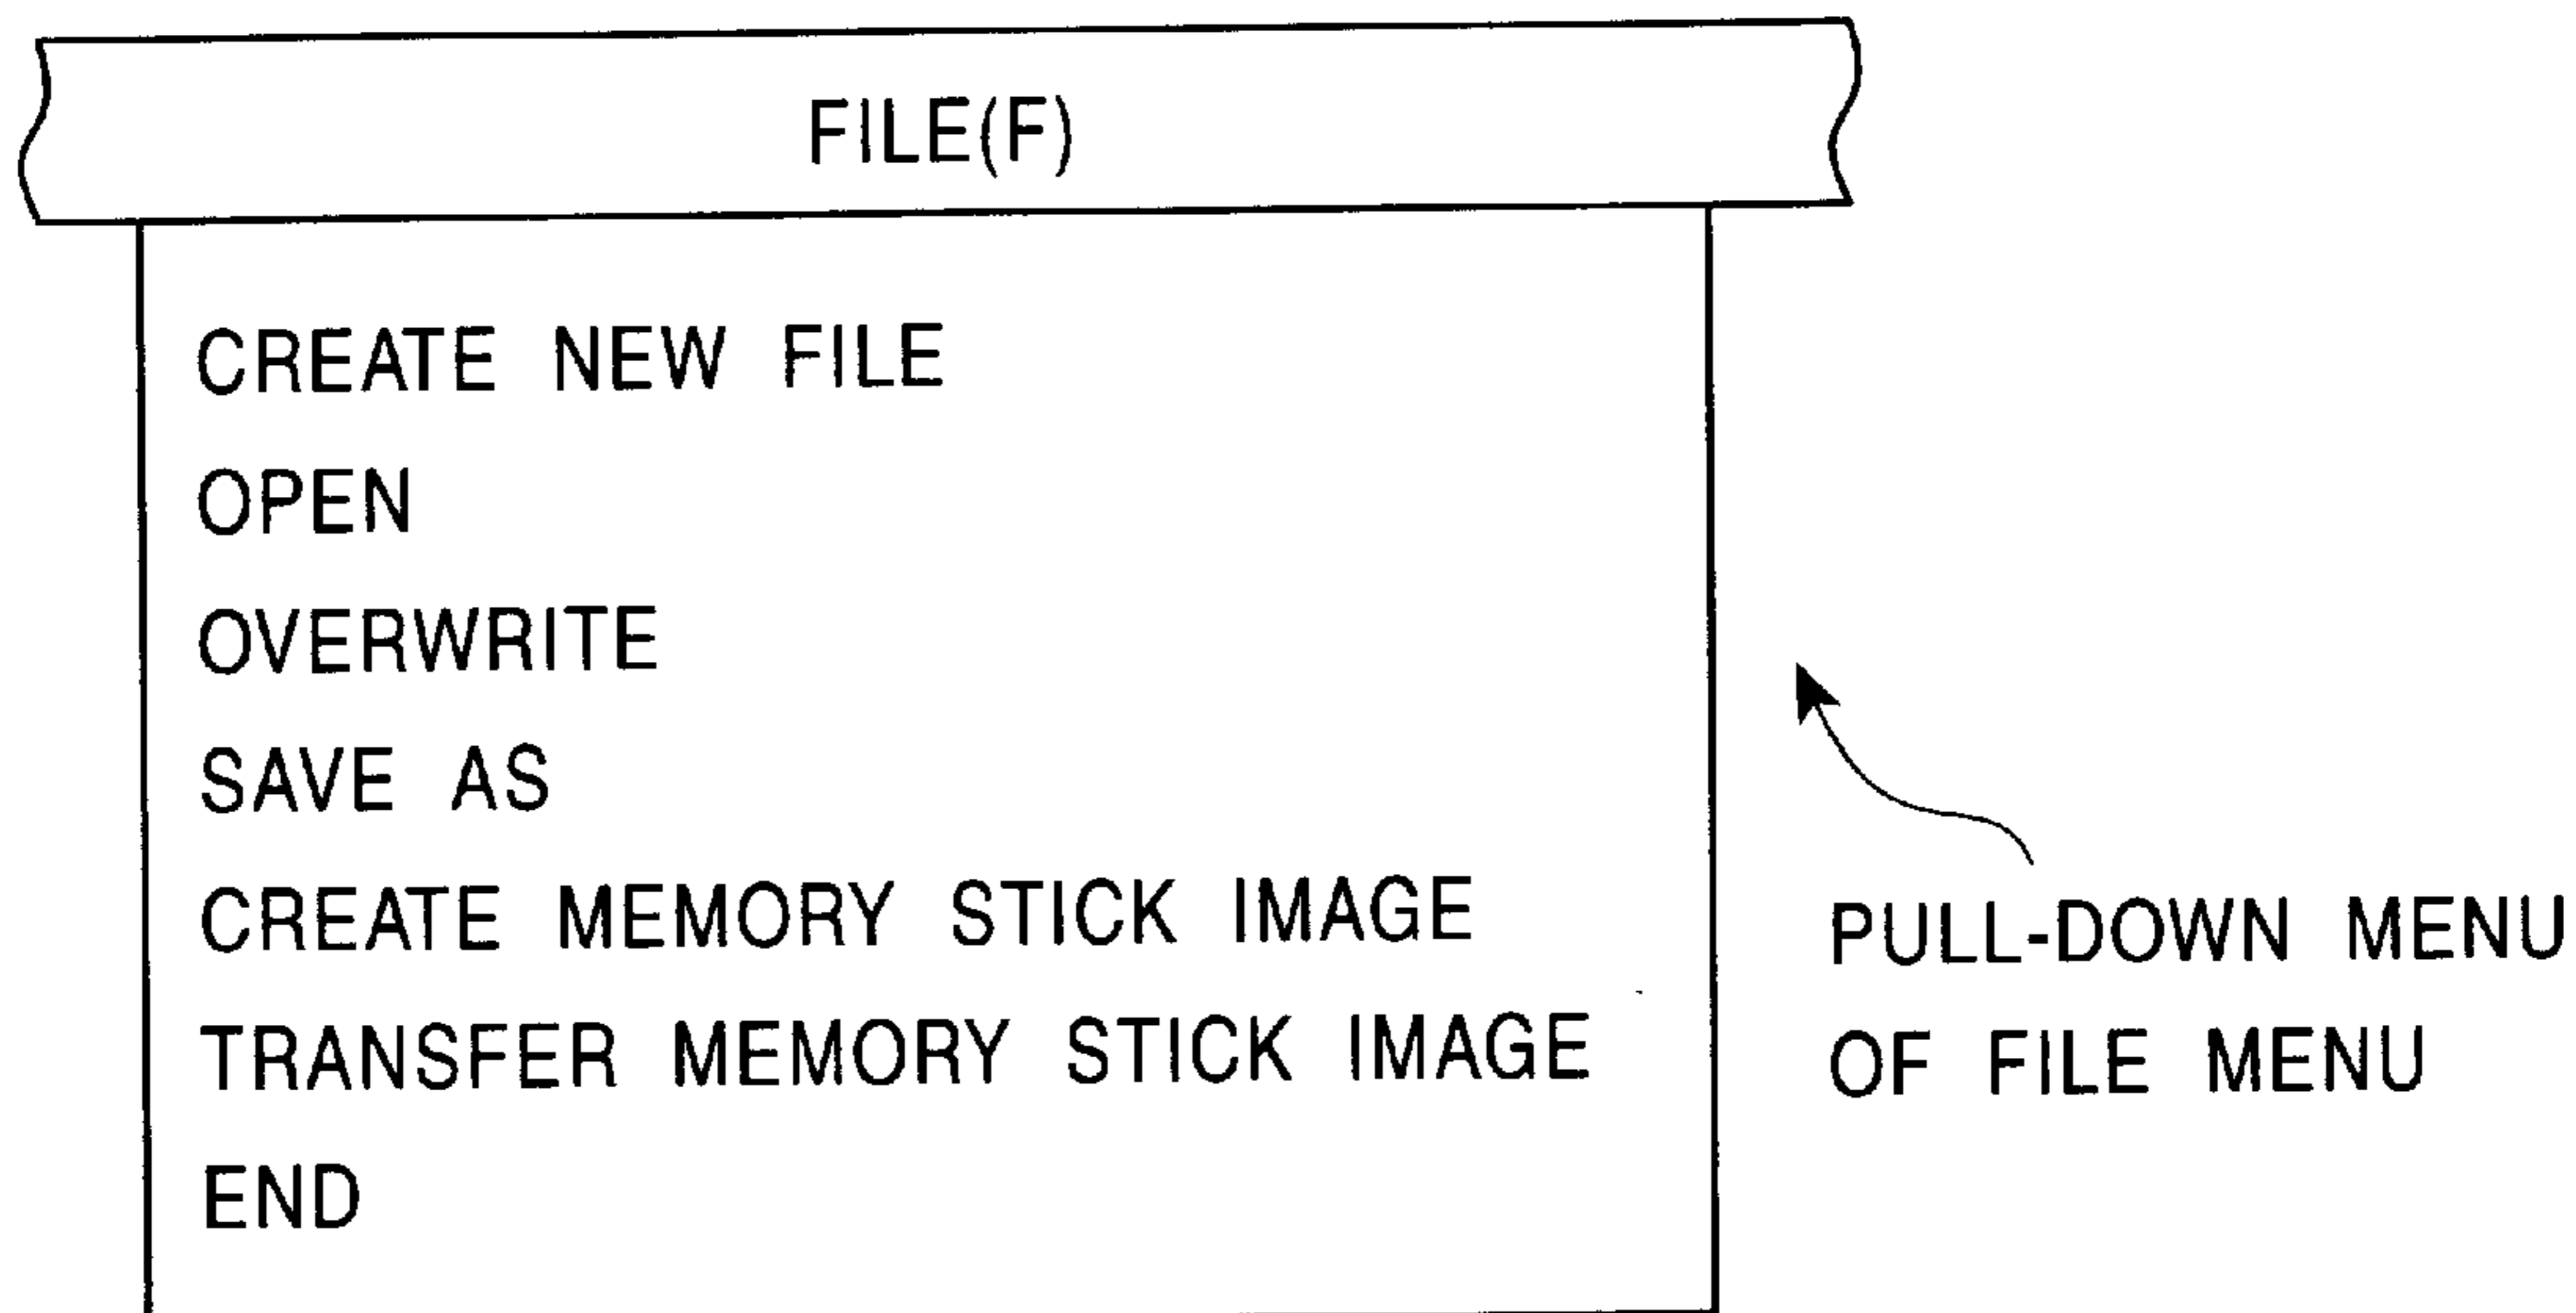 FILE(F)
CREATE NEW FILE
OPEN
OVERWRITE
SAVE AS
CREATE MEMORY STICK IMAGE
TRANSFER MEMORY STICK IMAGE
END
PULL-DOWN MENU
OF FILE MENU